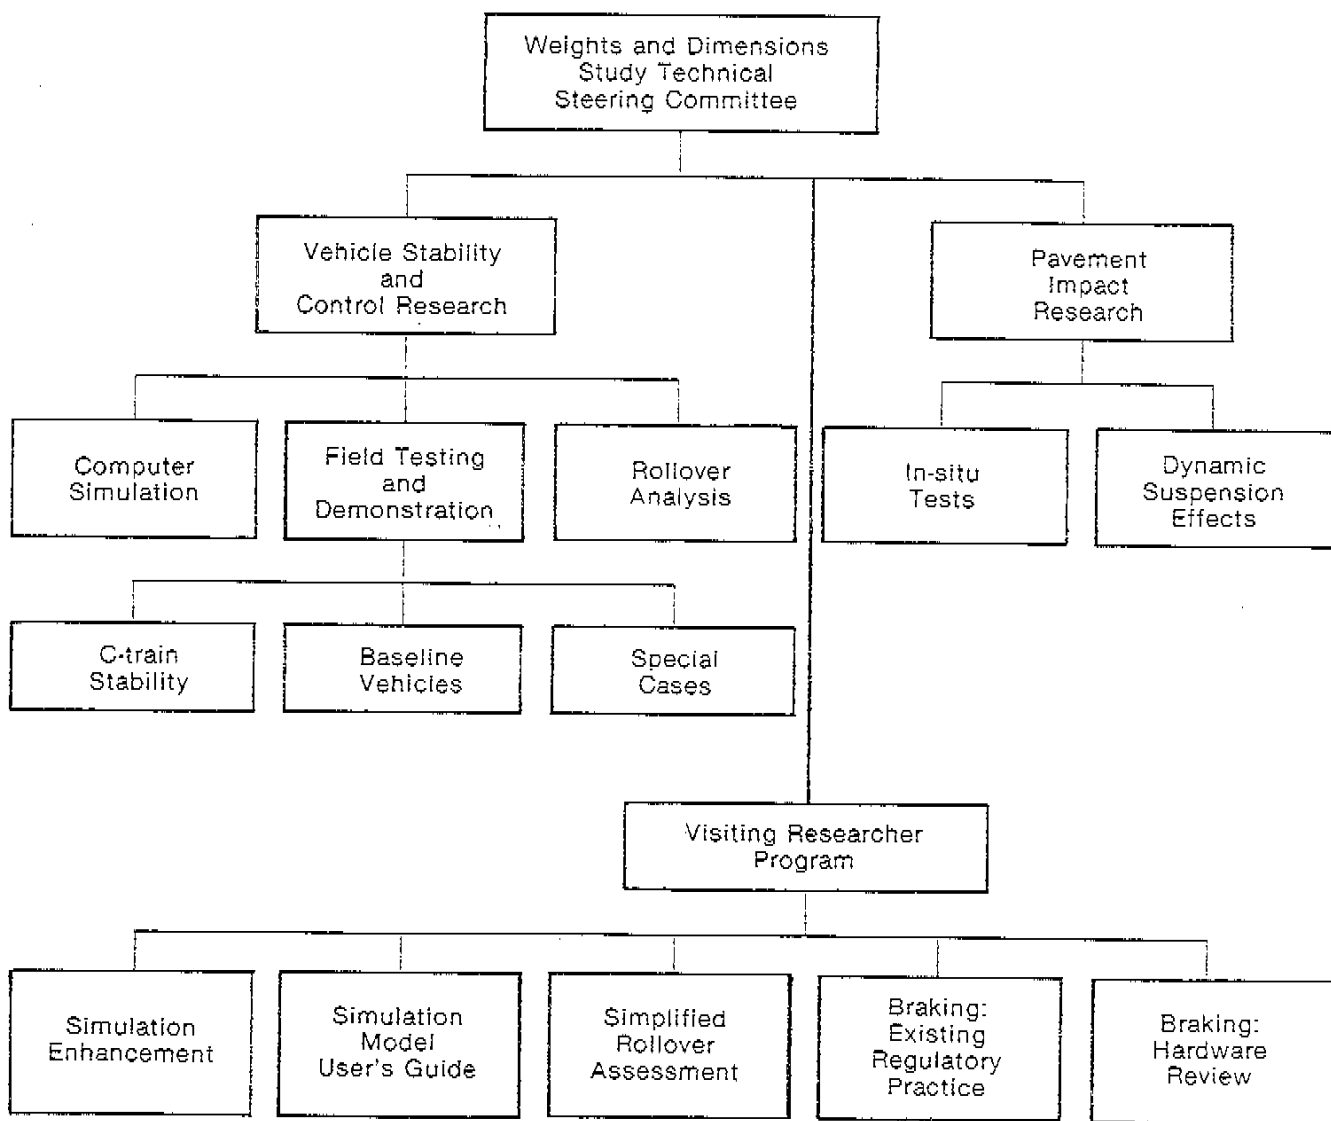 Weights and Dimensions
Study Technical
Steering Committee
Vehicle Stability
and
Control Research
Pavement
Impact
Research
Computer
Simulation
Field Testing
and
Demonstration
Rollover
Analysis
In-situ
Tests
Dynamic
Suspension
Effects
C-train
Stability
Baseline
Vehicles
Special
Cases
Visiting Researcher
Program
Simulation
Enhancement
Simulation
Model
User's Guide
Simplified
Rollover
Assessment
Braking:
Existing
Regulatory
Practice
Braking:
Hardware
Review